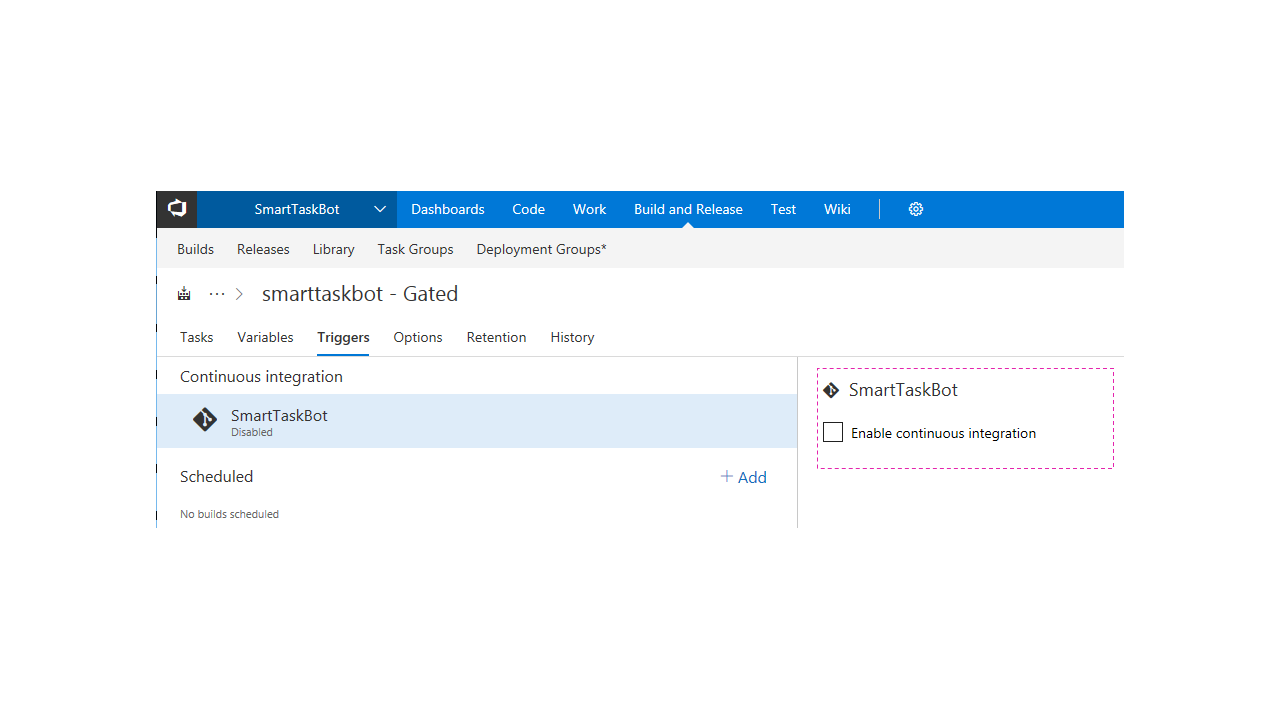 SmartTaskBot Dashboards Code Work Build and Release Test Wiki
Builds Releases Library Task Groups Deployment Groups*
... smarttaskbot - Gated
Tasks Variables Triggers Options Retention History
Continuous integration
SmartTaskBot
Disabled
Scheduled + Add
No builds scheduled
SmartTaskBot
Enable continuous integration